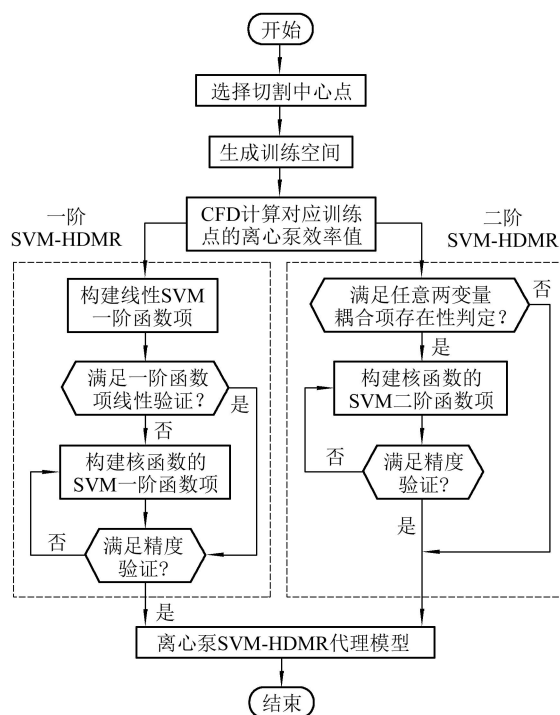 开始
选择切割中心点
生成训练空间
CFD计算对应训练
点的离心泵效率值
一阶
SVM-HDMR
构建线性SVM
一阶函数项
满足一阶函数
项线性验证?
是
否
构建核函数的
SVM一阶函数项
否
满足精度
验证?
是
二阶
SVM-HDMR
满足任意两变量
耦合项存在性判定?
否
是
构建核函数的
SVM二阶函数项
否
满足精度
验证?
是
离心泵SVM-HDMR代理模型
结束